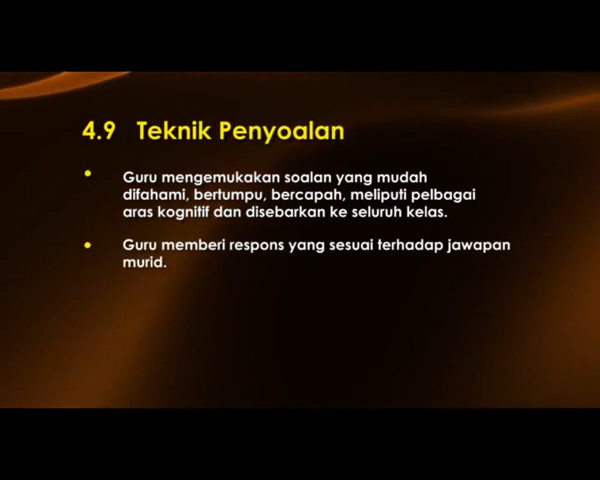 4.9 Teknik Penyoalan
• Guru mengemukakan soalan yang mudah
difahami, bertumpu, bercapah, meliputi pelbagai
aras kognitif dan disebarkan ke seluruh kelas.
• Guru memberi respons yang sesuai terhadap jawapan
murid.